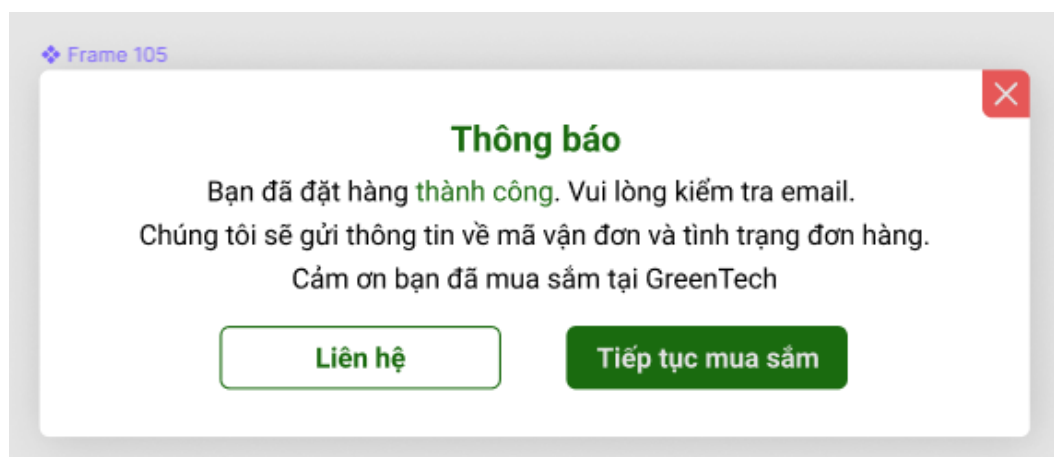 Frame 105
Thông báo
Bạn đã đặt hàng thành công. Vui lòng kiểm tra email.
Chúng tôi sẽ gửi thông tin về mã vận đơn và tình trạng đơn hàng.
Cảm ơn bạn đã mua sắm tại GreenTech
Liên hệ
Tiếp tục mua sắm